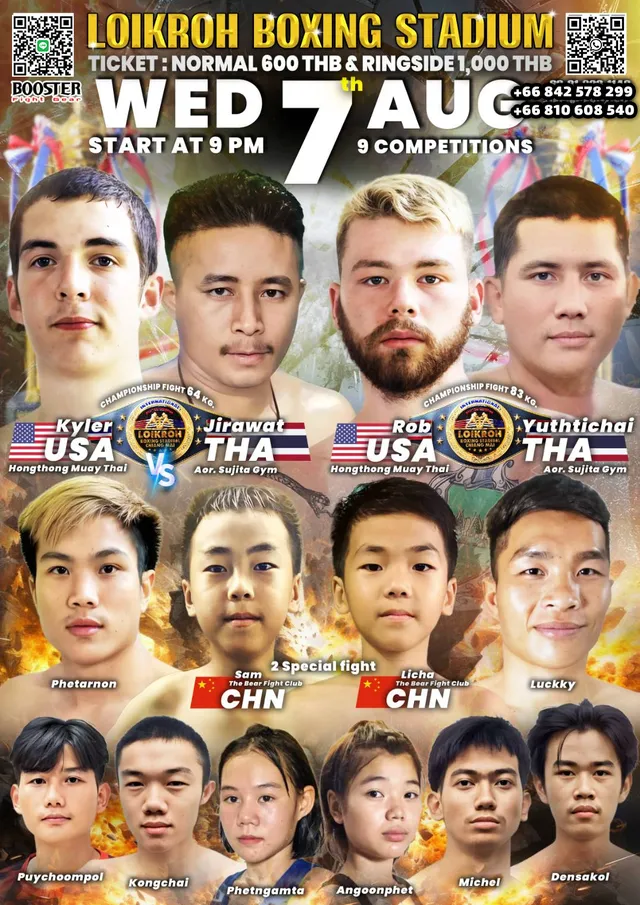 LOIKROH BOXING STADIUM
TICKET : NORMAL 600 THB & RINGSIDE 1,000 THB
BOOSTER
Fight Gear
WED 7th AUG
+66 842 578 299
+66 810 608 540
START AT 9 PM
9 COMPETITIONS
CHAMPIONSHIP FIGHT 64 KG.
INTERNATIONAL
LOIKROH
BOXING STADIUM
CHIANG MAI
Kyler
USA
Hongthong Muay Thai
VS
Jirawat
THA
Aor. Sujita Gym
CHAMPIONSHIP FIGHT 83 KG.
INTERNATIONAL
LOIKROH
BOXING STADIUM
CHIANG MAI
Rob
USA
Hongthong Muay Thai
Yuthtichai
THA
Aor. Sujita Gym
2 Special fight
Photarnon
Sam
The Bear Fight Club
CHN
Licha
The Bear Fight Club
CHN
Luckky
Puychoompol
Kongchai
Phetngamta
Angoonphet
Michel
Densakol